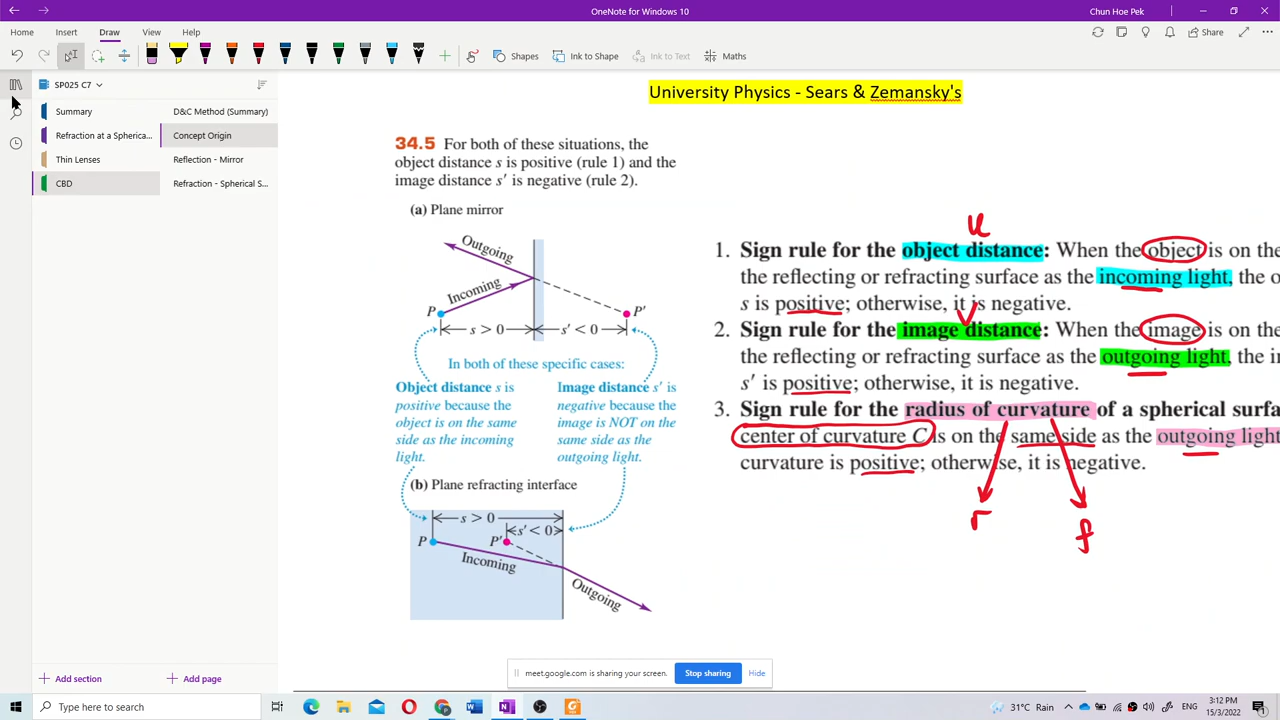 OneNote for Windows 10
Chun Hoe Pek
Home
Insert
Draw
View
Help
Share
Shapes
Ink to Shape
Ink to Text
Maths
SP025 C7
Summary
Refraction at a Spherica...
Thin Lenses
CBD
D&C Method (Summary)
Concept Origin
Reflection - Mirror
Refraction - Spherical S...
Add section
Add page
University Physics - Sears & Zemansky's
34.5 For both of these situations, the
object distance s is positive (rule 1) and the
image distance s′ is negative (rule 2).
(a) Plane mirror
Outgoing
Incoming
P
P′
s > 0
s′ < 0
In both of these specific cases:
Object distance s is
positive because the
object is on the same
side as the incoming
light.
Image distance s′ is
negative because the
image is NOT on the
same side as the
outgoing light.
(b) Plane refracting interface
s > 0
s′ < 0
P
P′
Incoming
Outgoing
u
1. Sign rule for the object distance: When the object is on the
the reflecting or refracting surface as the incoming light, the o
s is positive; otherwise, it is negative.
v
2. Sign rule for the image distance: When the image is on the
the reflecting or refracting surface as the outgoing light, the i
s′ is positive; otherwise, it is negative.
3. Sign rule for the radius of curvature of a spherical surfa
center of curvature C is on the same side as the outgoing light
curvature is positive; otherwise, it is negative.
r
f
meet.google.com is sharing your screen.
Stop sharing
Hide
Type here to search
31°C Rain
3:12 PM
15/3/2022